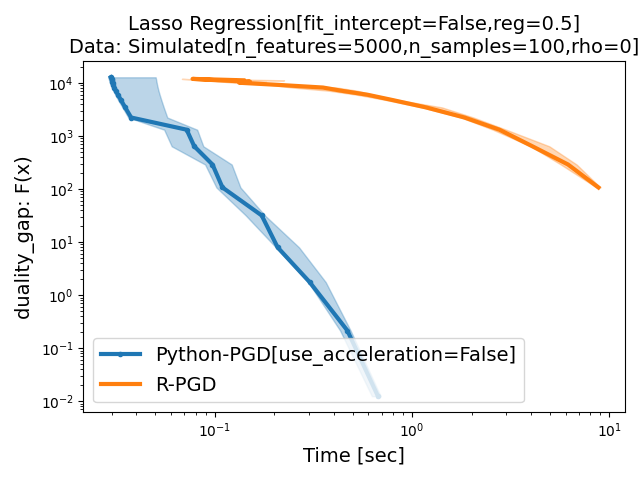 Lasso Regression[fit_intercept=False,reg=0.5]
Data: Simulated[n_features=5000,n_samples=100,rho=0]
duality_gap: F(x)
10⁴
10³
10²
10¹
10⁰
10⁻¹
10⁻²
Python-PGD[use_acceleration=False]
R-PGD
10⁻¹
10⁰
10¹
Time [sec]